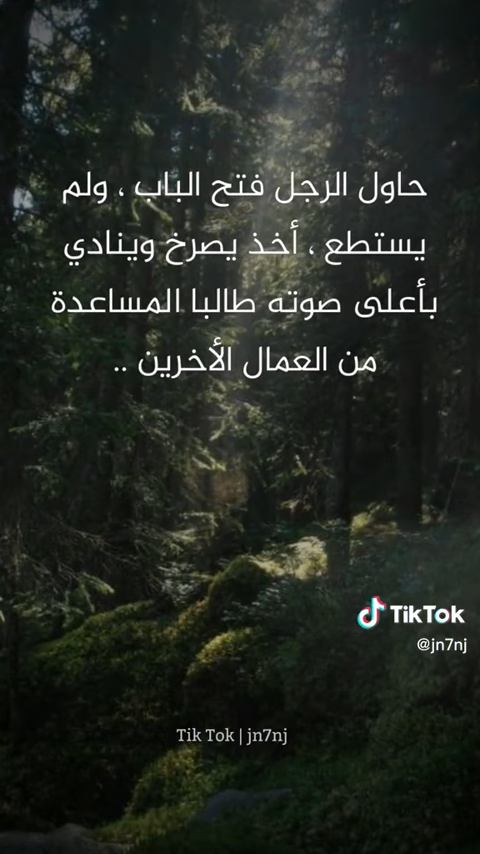 حاول الرجل فتح الباب ، ولم
يستطع ، أخذ يصرخ وينادي
بأعلى صوته طالبا المساعدة
من العمال الأخرين ..
TikTok
@jn7nj
Tik Tok | jn7nj